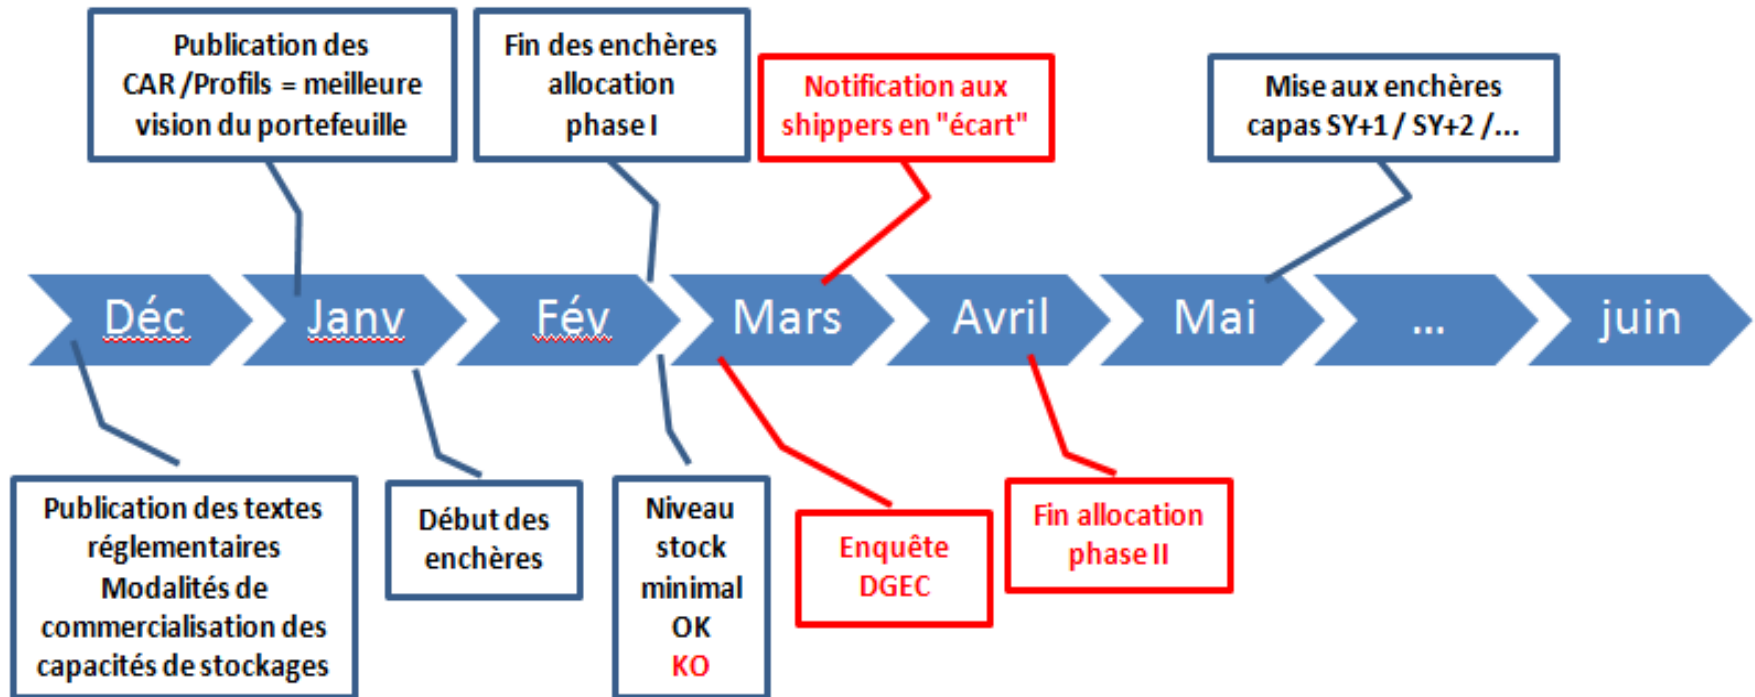 Publication des
CAR /Profils = meilleure
vision du portefeuille
Fin des enchères
allocation
phase I
Notification aux
shippers en "écart"
Mise aux enchères
capas SY+1 / SY+2 /...
Déc
Janv
Fév
Mars
Avril
Mai
...
juin
Publication des textes
réglementaires
Modalités de
commercialisation des
capacités de stockages
Début des
enchères
Niveau
stock
minimal
OK
KO
Enquête
DGEC
Fin allocation
phase II